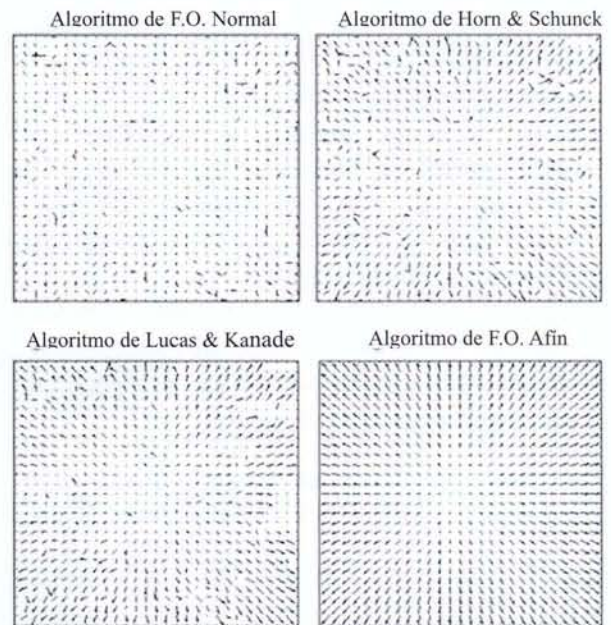 Algoritmo de F.O. Normal
Algoritmo de Horn & Schunck
Algoritmo de Lucas & Kanade
Algoritmo de F.O. Afín